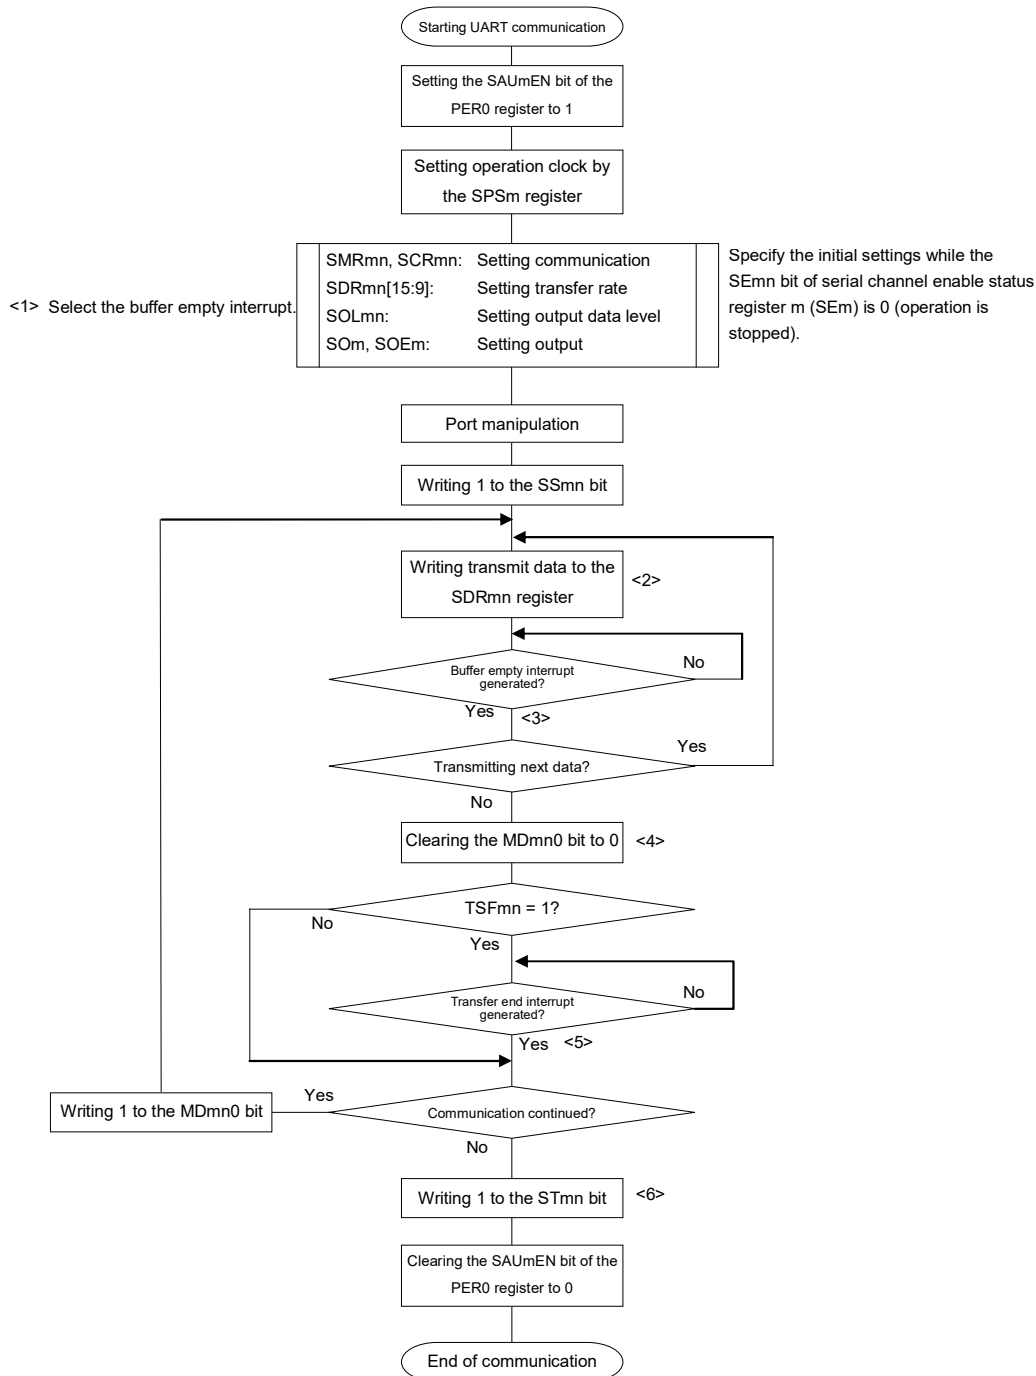 Starting UART communication
Setting the SAUmEN bit of the
PER0 register to 1
Setting operation clock by
the SPSm register
<1> Select the buffer empty interrupt.
SMRmn, SCRmn: Setting communication
SDRmn[15:9]: Setting transfer rate
SOLmn: Setting output data level
SOm, SOEm: Setting output
Specify the initial settings while the
SEmn bit of serial channel enable status
register m (SEm) is 0 (operation is
stopped).
Port manipulation
Writing 1 to the SSmn bit
Writing transmit data to the
SDRmn register
<2>
Buffer empty interrupt
generated?
No
Yes
<3>
Transmitting next data?
Yes
No
Clearing the MDmn0 bit to 0
<4>
TSFmn = 1?
No
Yes
Transfer end interrupt
generated?
No
Yes
<5>
Communication continued?
Yes
Writing 1 to the MDmn0 bit
No
Writing 1 to the STmn bit
<6>
Clearing the SAUmEN bit of the
PER0 register to 0
End of communication